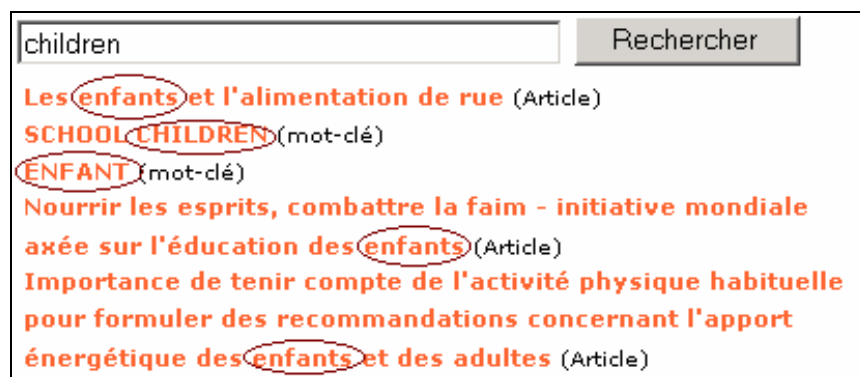 children Rechercher
Les enfants et l'alimentation de rue (Article)
SCHOOL CHILDREN (mot-clé)
ENFANT (mot-clé)
Nourrir les esprits, combattre la faim - initiative mondiale
axée sur l'éducation des enfants (Article)
Importance de tenir compte de l'activité physique habituelle
pour formuler des recommandations concernant l'apport
énergétique des enfants et des adultes (Article)